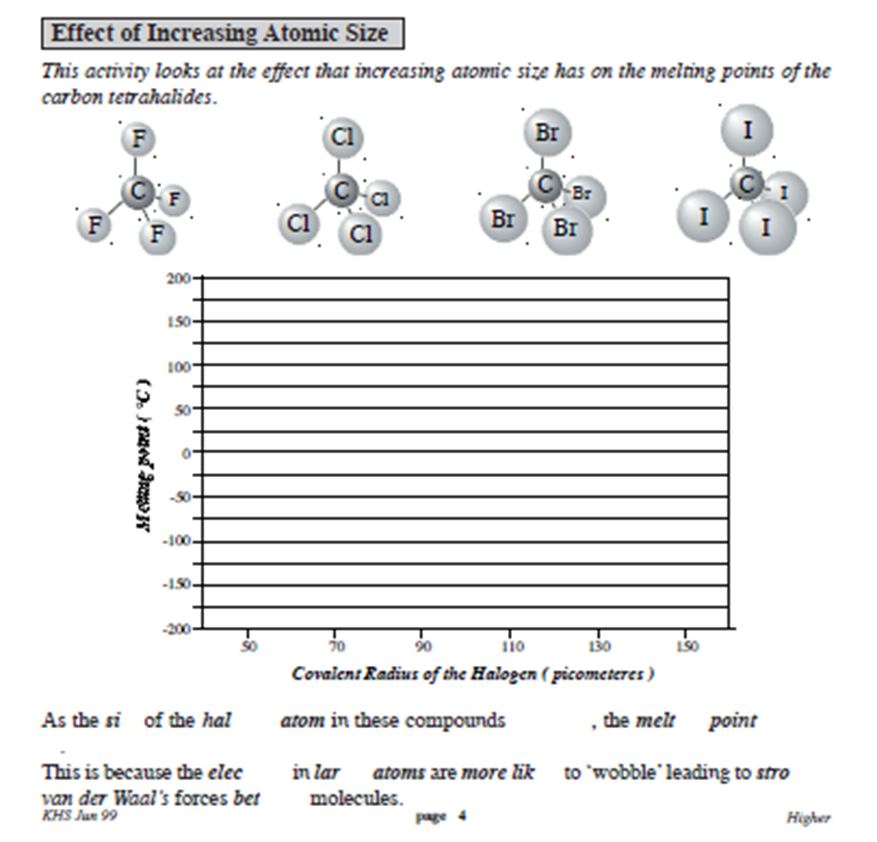 Effect of Increasing Atomic Size
This activity looks at the effect that increasing atomic size has on the melting points of the
carbon tetrahalides.
F Cl Br I
C F C Cl C Br C I
F F Cl Cl Br Br I I
200
150
100
50
0
-50
-100
-150
-200
Melting point ( °C )
50 70 90 110 130 150
Covalent Radius of the Halogen ( picometeres )
As the si of the hal atom in these compounds , the melt point
.
This is because the elec in lar atoms are more lik to 'wobble' leading to stro
van der Waal's forces bet molecules.
KHS Jun 99 page 4 Higher